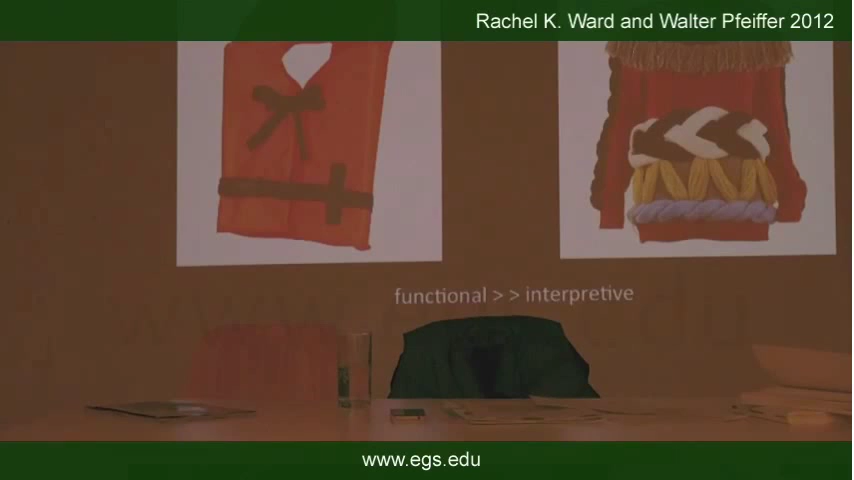 Rachel K. Ward and Walter Pfeiffer 2012
functional > > interpretive
www.egs.edu